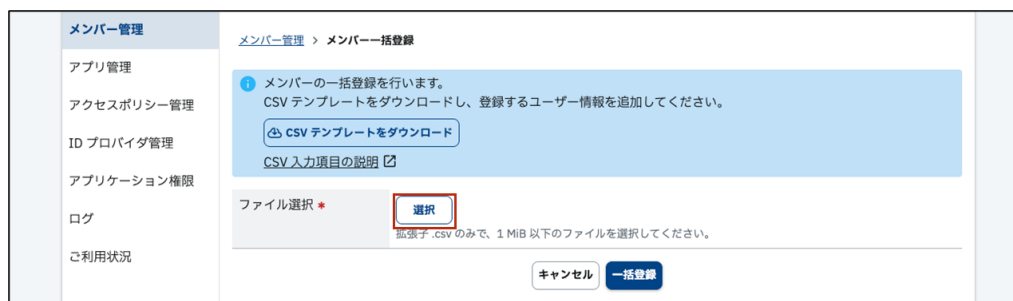 メンバー管理
アプリ管理
アクセスポリシー管理
ID プロバイダ管理
アプリケーション権限
ログ
ご利用状況
メンバー管理 > メンバー一括登録
メンバーの一括登録を行います。
CSV テンプレートをダウンロードし、登録するユーザー情報を追加してください。
CSV テンプレートをダウンロード
CSV 入力項目の説明
ファイル選択 *
選択
拡張子 .csv のみで、1 MiB 以下のファイルを選択してください。
キャンセル 一括登録